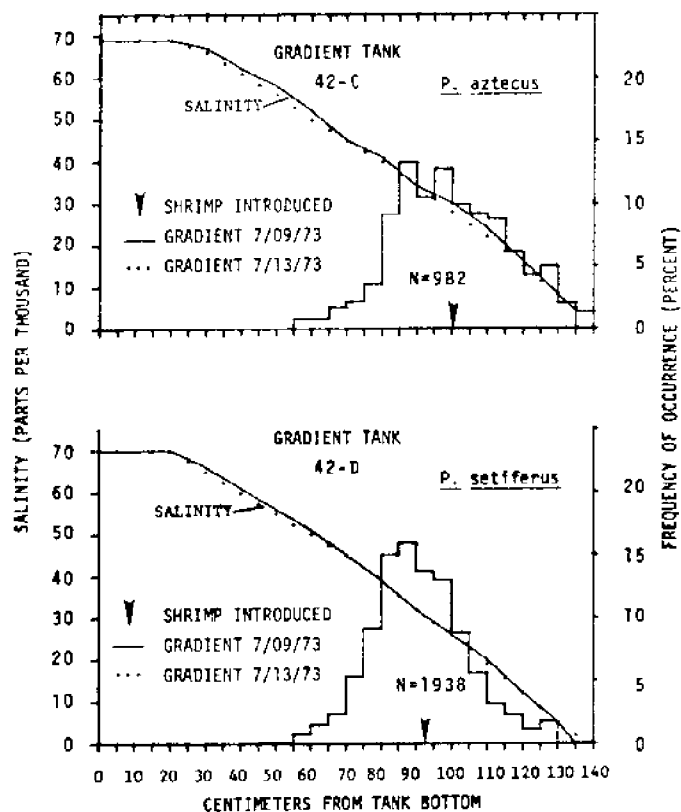 GRADIENT TANK
42-C
P. aztecus
SALINITY
SHRIMP INTRODUCED
GRADIENT 7/09/73
GRADIENT 7/13/73
N=982
70
60
50
40
30
20
10
0
20
15
10
5
0
SALINITY (PARTS PER THOUSAND)
FREQUENCY OF OCCURRENCE (PERCENT)
GRADIENT TANK
42-D
P. setiferus
SALINITY
SHRIMP INTRODUCED
GRADIENT 7/09/73
GRADIENT 7/13/73
N=1938
70
60
50
40
30
20
10
0
20
15
10
5
0
0 10 20 30 40 50 60 70 80 90 100 110 120 130 140
CENTIMETERS FROM TANK BOTTOM